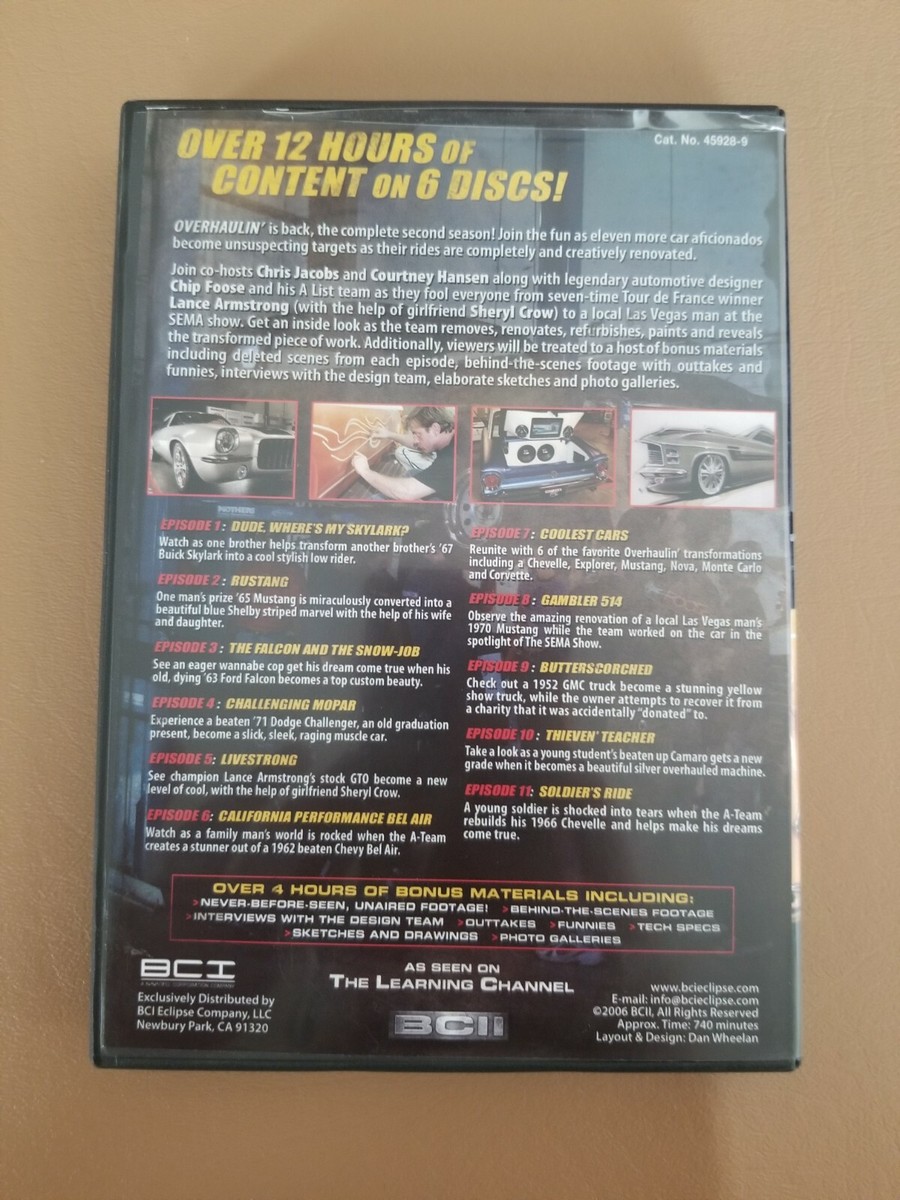 OVER 12 HOURS OF
CONTENT ON 6 DISCS!
Cat. No. 45928-9
OVERHAULIN' is back, the complete second season! Join the fun as eleven more car aficionados
become unsuspecting targets as their rides are completely and creatively renovated.
Join co-hosts Chris Jacobs and Courtney Hansen along with legendary automotive designer
Chip Foose and his A List team as they fool everyone from seven-time Tour de France winner
Lance Armstrong (with the help of girlfriend Sheryl Crow) to a local Las Vegas man at the
SEMA show. Get an inside look as the team removes, renovates, refurbishes, paints and reveals
the transformed piece of work. Additionally, viewers will be treated to a host of bonus materials
including deleted scenes from each episode, behind-the-scenes footage with outtakes and
funnies, interviews with the design team, elaborate sketches and photo galleries.
MOTHERS
EPISODE 1: DUDE, WHERE'S MY SKYLARK?
Watch as one brother helps transform another brother's '67
Buick Skylark into a cool stylish low rider.
EPISODE 2: RUSTANG
One man's prize '65 Mustang is miraculously converted into a
beautiful blue Shelby striped marvel with the help of his wife
and daughter.
EPISODE 3: THE FALCON AND THE SNOW-JOB
See an eager wannabe cop get his dream come true when his
old, dying '63 Ford Falcon becomes a top custom beauty.
EPISODE 4: CHALLENGING MOPAR
Experience a beaten '71 Dodge Challenger, an old graduation
present, become a slick, sleek, raging muscle car.
EPISODE 5: LIVESTRONG
See champion Lance Armstrong's stock GTO become a new
level of cool, with the help of girlfriend Sheryl Crow.
EPISODE 6: CALIFORNIA PERFORMANCE BEL AIR
Watch as a family man's world is rocked when the A-Team
creates a stunner out of a 1962 beaten Chevy Bel Air.
EPISODE 7: COOLEST CARS
Reunite with 6 of the favorite Overhaulin' transformations
including a Chevelle, Explorer, Mustang, Nova, Monte Carlo
and Corvette.
EPISODE 8: GAMBLER 514
Observe the amazing renovation of a local Las Vegas man's
1970 Mustang while the team worked on the car in the
spotlight of The SEMA Show.
EPISODE 9: BUTTERSCORCHED
Check out a 1952 GMC truck become a stunning yellow
show truck, while the owner attempts to recover it from
a charity that it was accidentally "donated" to.
EPISODE 10: THIEVEN' TEACHER
Take a look as a young student's beaten up Camaro gets a new
grade when it becomes a beautiful silver overhauled machine.
EPISODE 11: SOLDIER'S RIDE
A young soldier is shocked into tears when the A-Team
rebuilds his 1966 Chevelle and helps make his dreams
come true.
OVER 4 HOURS OF BONUS MATERIALS INCLUDING:
>NEVER-BEFORE-SEEN, UNAIRED FOOTAGE! >BEHIND-THE-SCENES FOOTAGE
>INTERVIEWS WITH THE DESIGN TEAM >OUTTAKES >FUNNIES >TECH SPECS
>SKETCHES AND DRAWINGS >PHOTO GALLERIES
BCI
A NAVARRE CORPORATION COMPANY
Exclusively Distributed by
BCI Eclipse Company, LLC
Newbury Park, CA 91320
AS SEEN ON
THE LEARNING CHANNEL
BCII
www.bcieclipse.com
E-mail: info@bcieclipse.com
©2006 BCII, All Rights Reserved
Approx. Time: 740 minutes
Layout & Design: Dan Wheelan